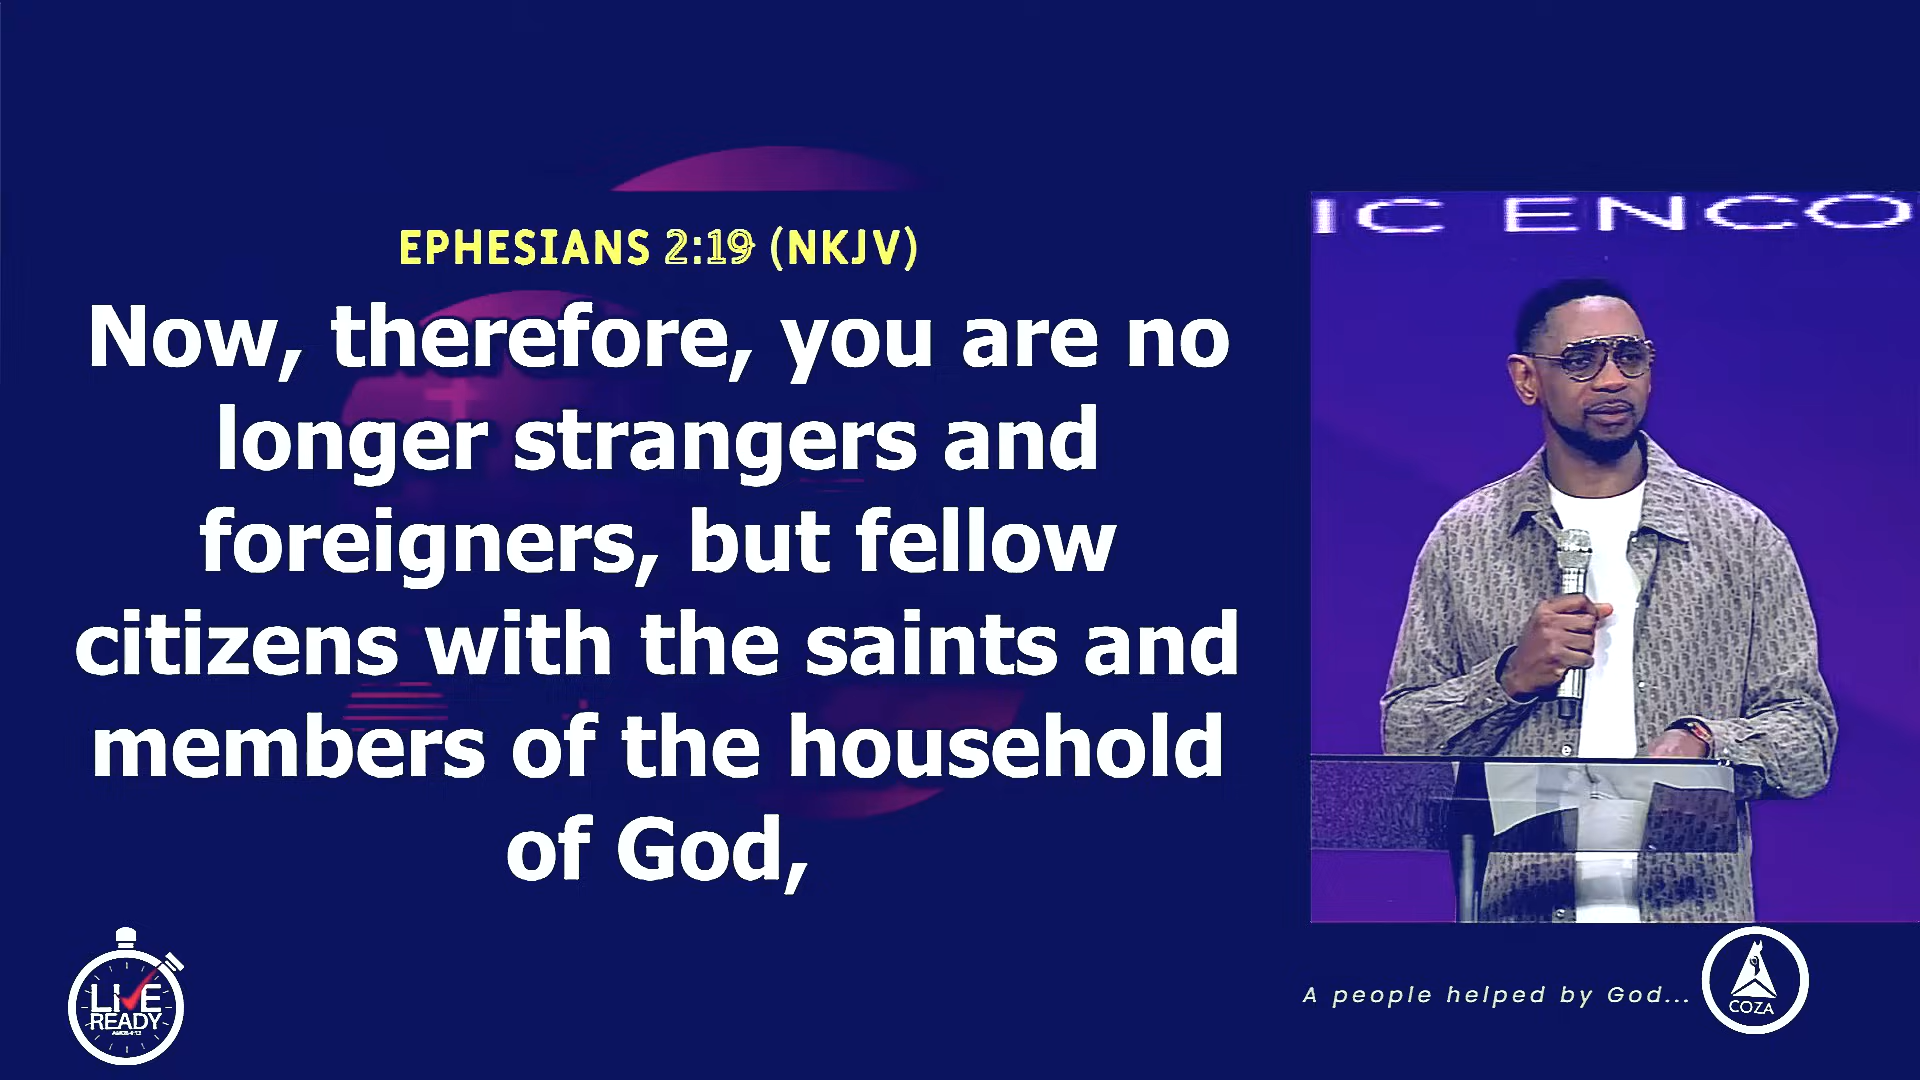 IC ENCO
EPHESIANS 2:19 (NKJV)
Now, therefore, you are no
longer strangers and
foreigners, but fellow
citizens with the saints and
members of the household
of God,
LIVE
READY
A people helped by God...
COZA